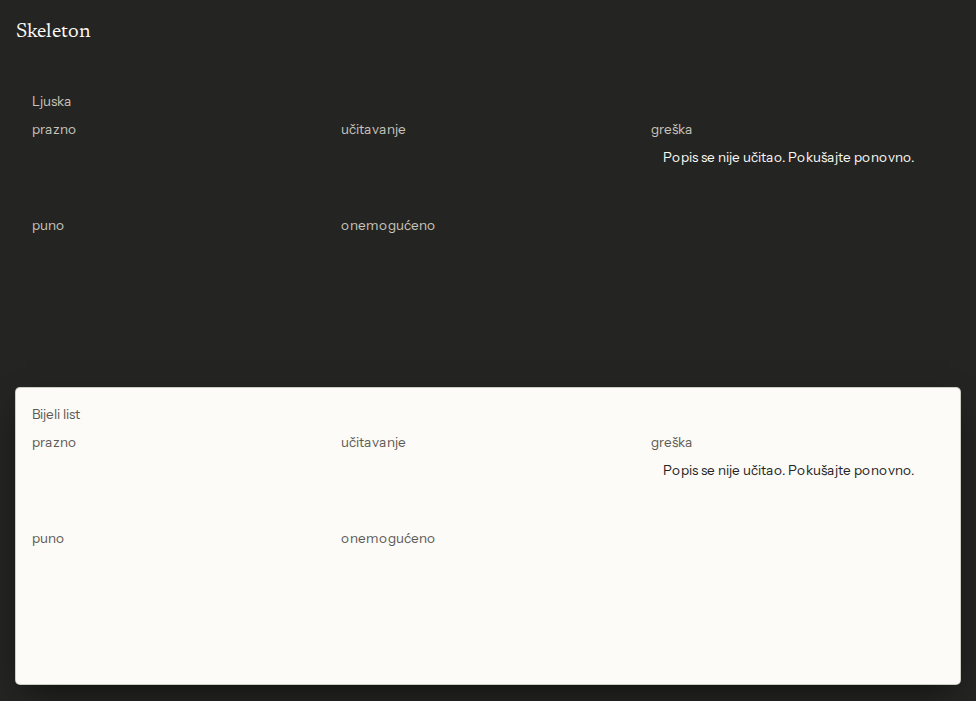 Skeleton
Ljuska
prazno učitavanje greška
Popis se nije učitao. Pokušajte ponovno.
puno onemogućeno
Bijeli list
prazno učitavanje greška
Popis se nije učitao. Pokušajte ponovno.
puno onemogućeno